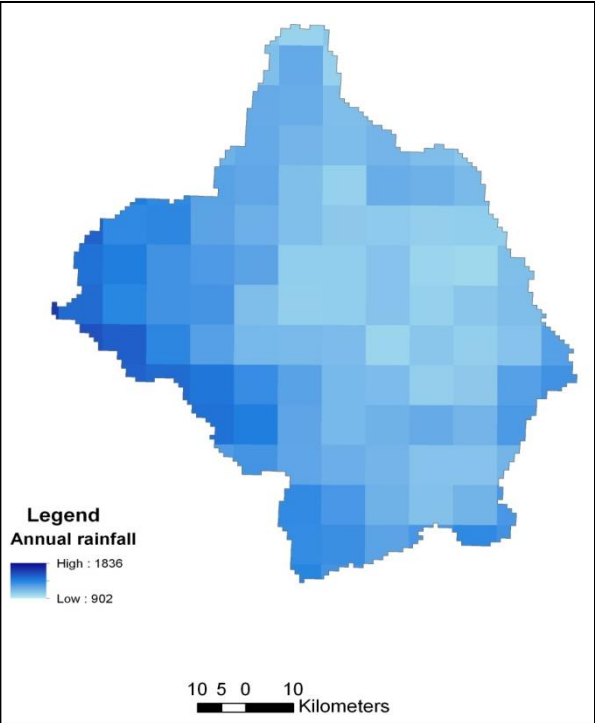 Legend
Annual rainfall
High : 1836
Low : 902
10 5 0 10
Kilometers